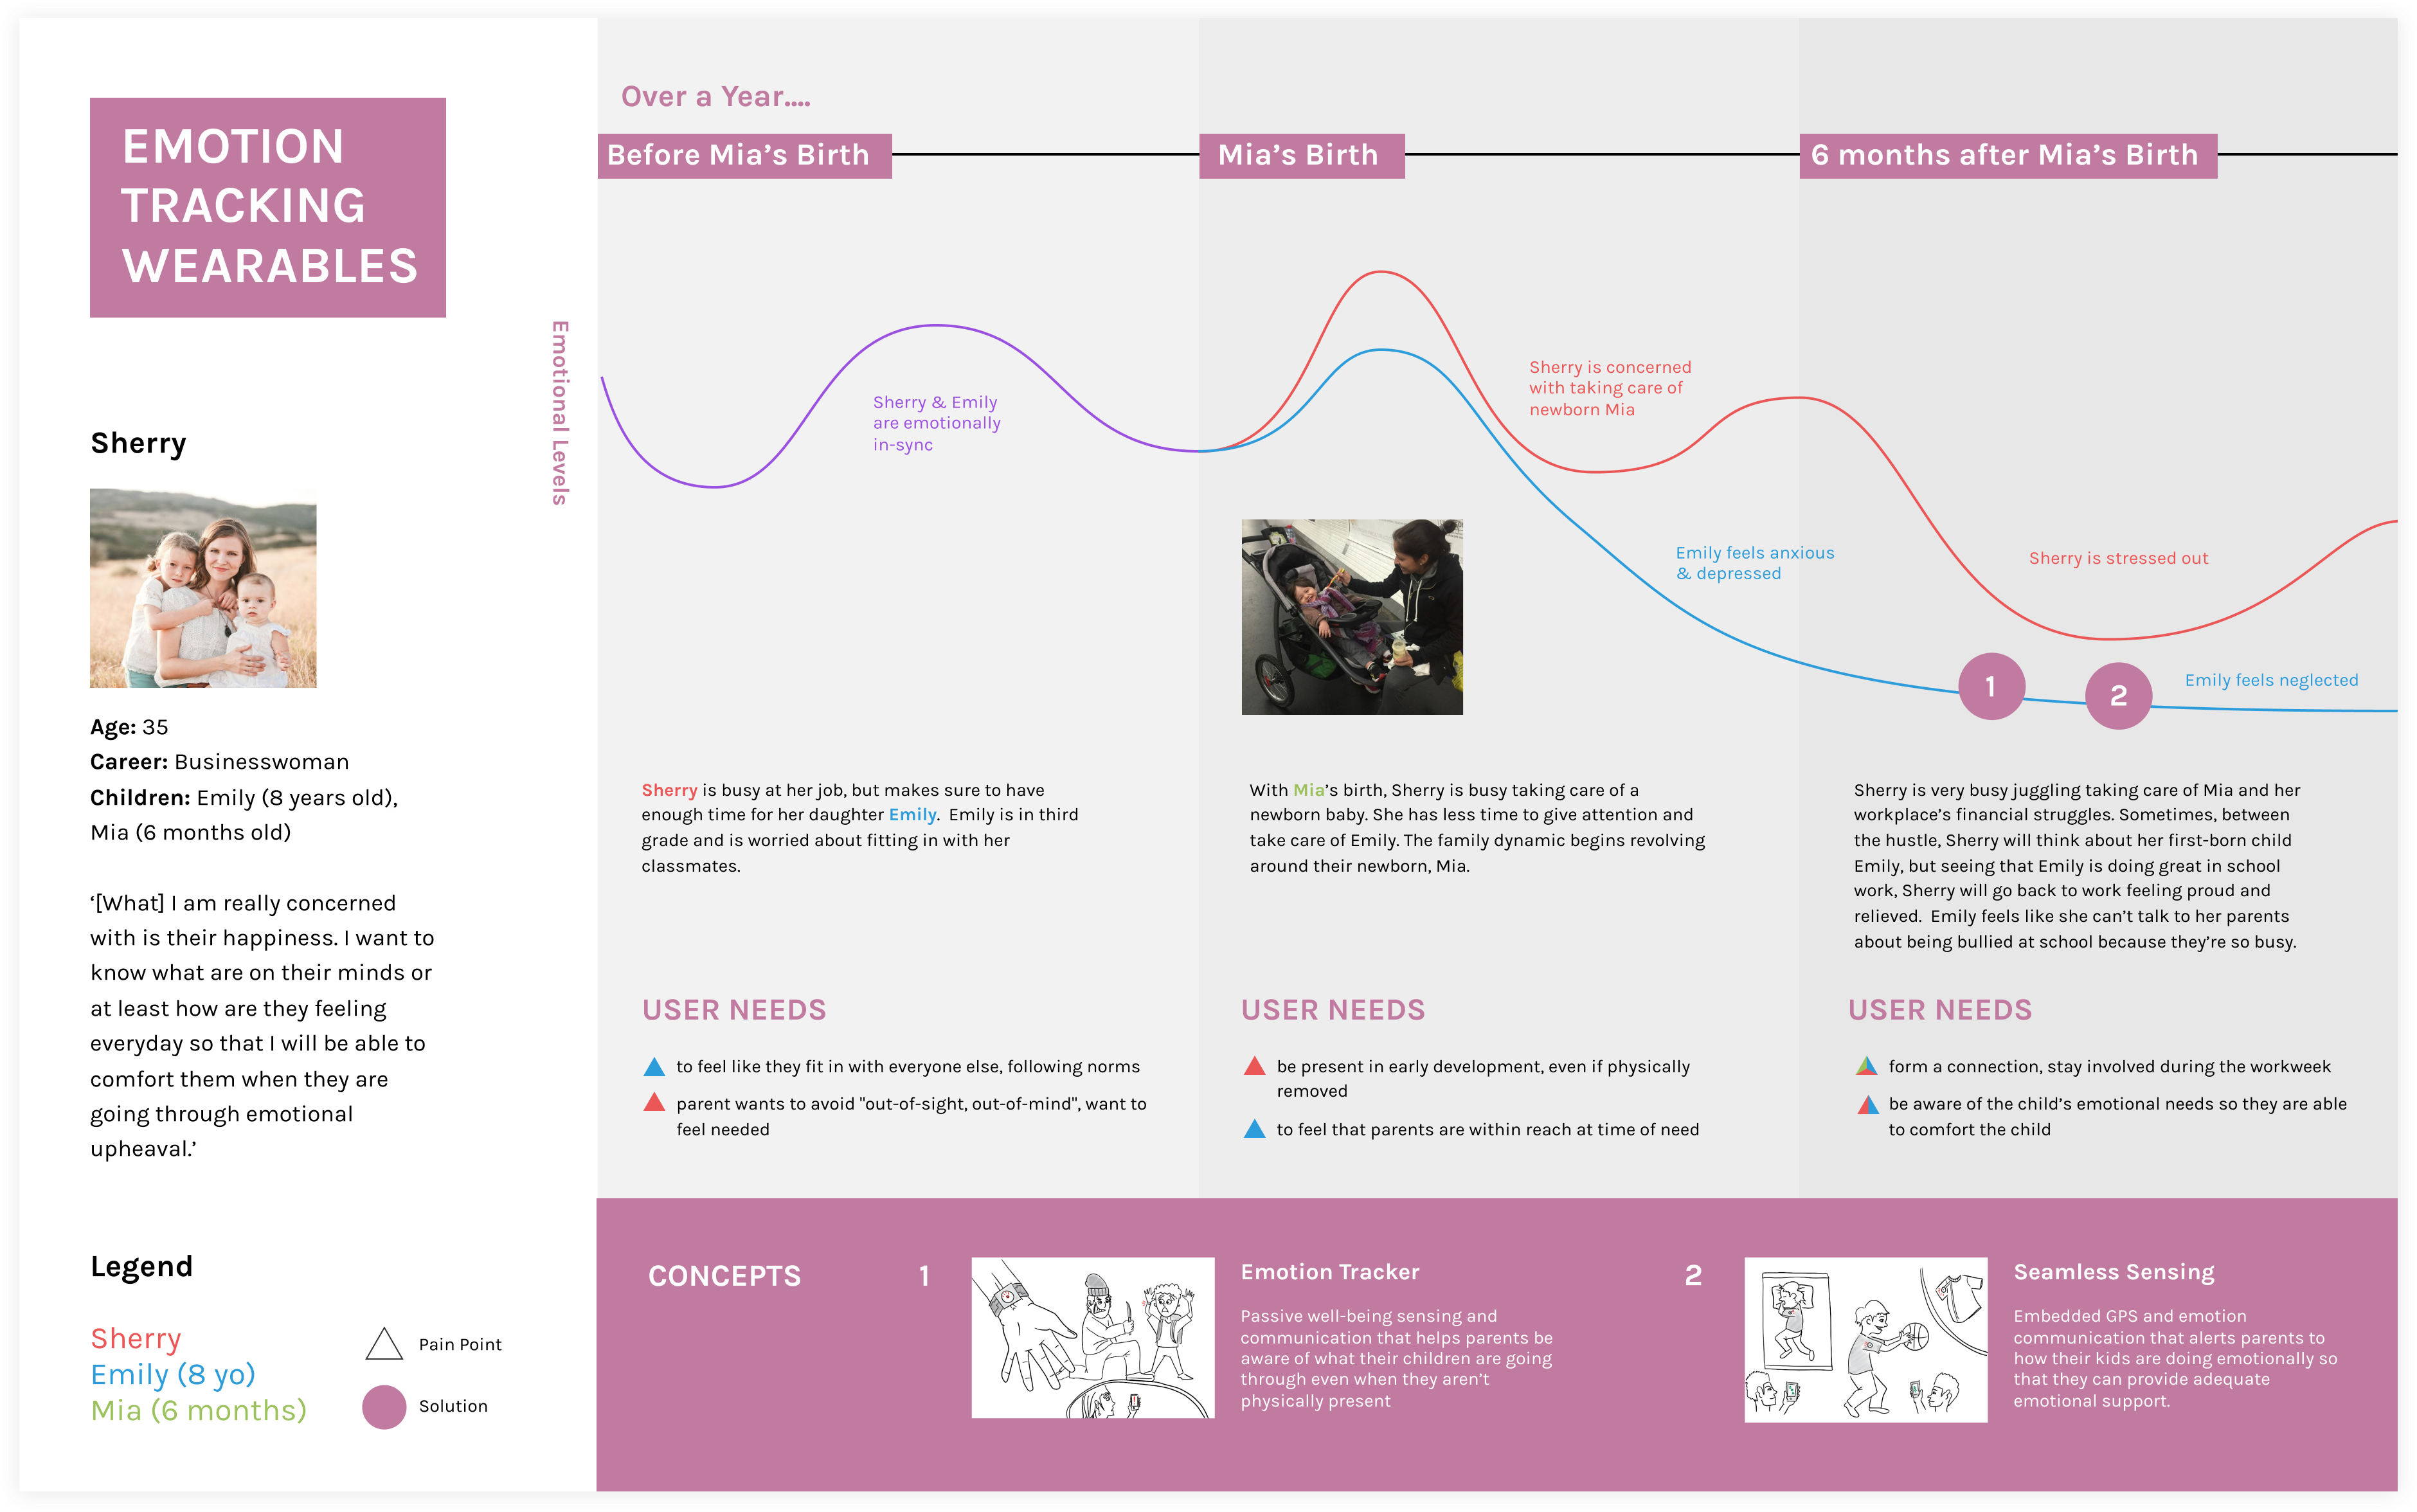 EMOTION
TRACKING
WEARABLES
Sherry
Age: 35
Career: Businesswoman
Children: Emily (8 years old),
Mia (6 months old)
‘[What] I am really concerned
with is their happiness. I want to
know what are on their minds or
at least how are they feeling
everyday so that I will be able to
comfort them when they are
going through emotional
upheaval.’
Legend
Sherry
Emily (8 yo)
Mia (6 months)
Pain Point
Solution
Emotional Levels
Over a Year....
Before Mia’s Birth
Sherry & Emily
are emotionally
in-sync
Sherry is busy at her job, but makes sure to have
enough time for her daughter Emily. Emily is in third
grade and is worried about fitting in with her
classmates.
USER NEEDS
to feel like they fit in with everyone else, following norms
parent wants to avoid "out-of-sight, out-of-mind", want to
feel needed
Mia’s Birth
Sherry is concerned
with taking care of
newborn Mia
Emily feels anxious
& depressed
With Mia’s birth, Sherry is busy taking care of a
newborn baby. She has less time to give attention and
take care of Emily. The family dynamic begins revolving
around their newborn, Mia.
USER NEEDS
be present in early development, even if physically
removed
to feel that parents are within reach at time of need
6 months after Mia’s Birth
Sherry is stressed out
1
2
Emily feels neglected
Sherry is very busy juggling taking care of Mia and her
workplace’s financial struggles. Sometimes, between
the hustle, Sherry will think about her first-born child
Emily, but seeing that Emily is doing great in school
work, Sherry will go back to work feeling proud and
relieved. Emily feels like she can’t talk to her parents
about being bullied at school because they’re so busy.
USER NEEDS
form a connection, stay involved during the workweek
be aware of the child’s emotional needs so they are able
to comfort the child
CONCEPTS
1
Emotion Tracker
Passive well-being sensing and
communication that helps parents be
aware of what their children are going
through even when they aren’t
physically present
2
Seamless Sensing
Embedded GPS and emotion
communication that alerts parents to
how their kids are doing emotionally so
that they can provide adequate
emotional support.